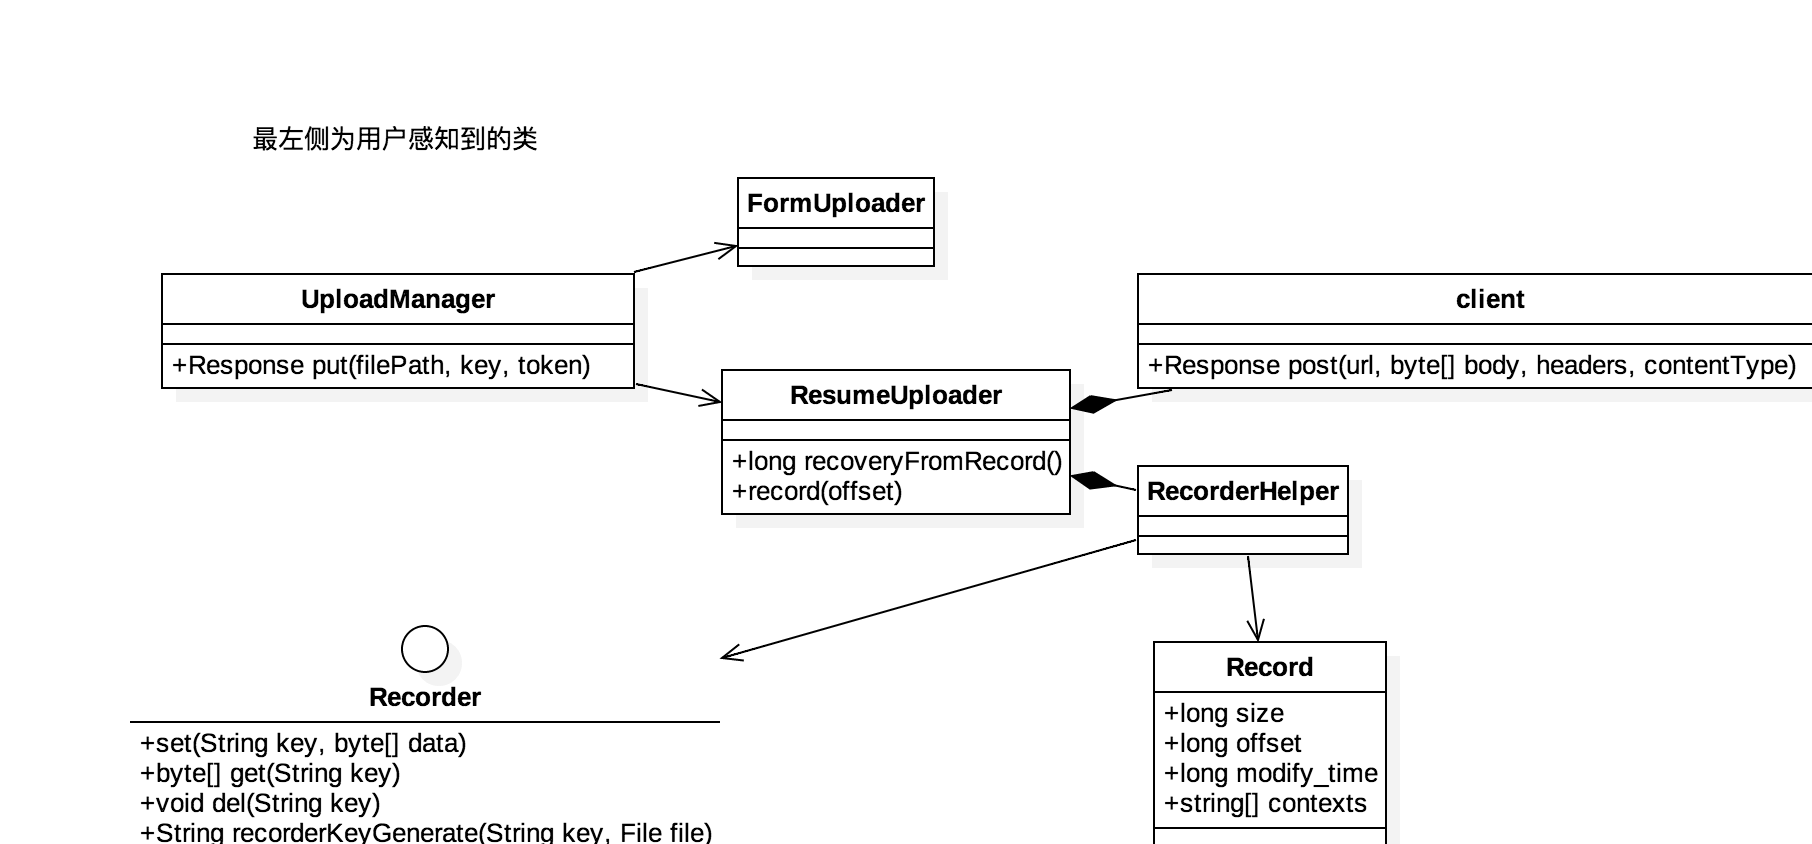 最左侧为用户感知到的类
FormUploader
UploadManager
+Response put(filePath, key, token)
client
+Response post(url, byte[] body, headers, contentType)
ResumeUploader
+long recoveryFromRecord()
+record(offset)
RecorderHelper
Recorder
+set(String key, byte[] data)
+byte[] get(String key)
+void del(String key)
+String recorderKeyGenerate(String key, File file)
Record
+long size
+long offset
+long modify_time
+string[] contexts